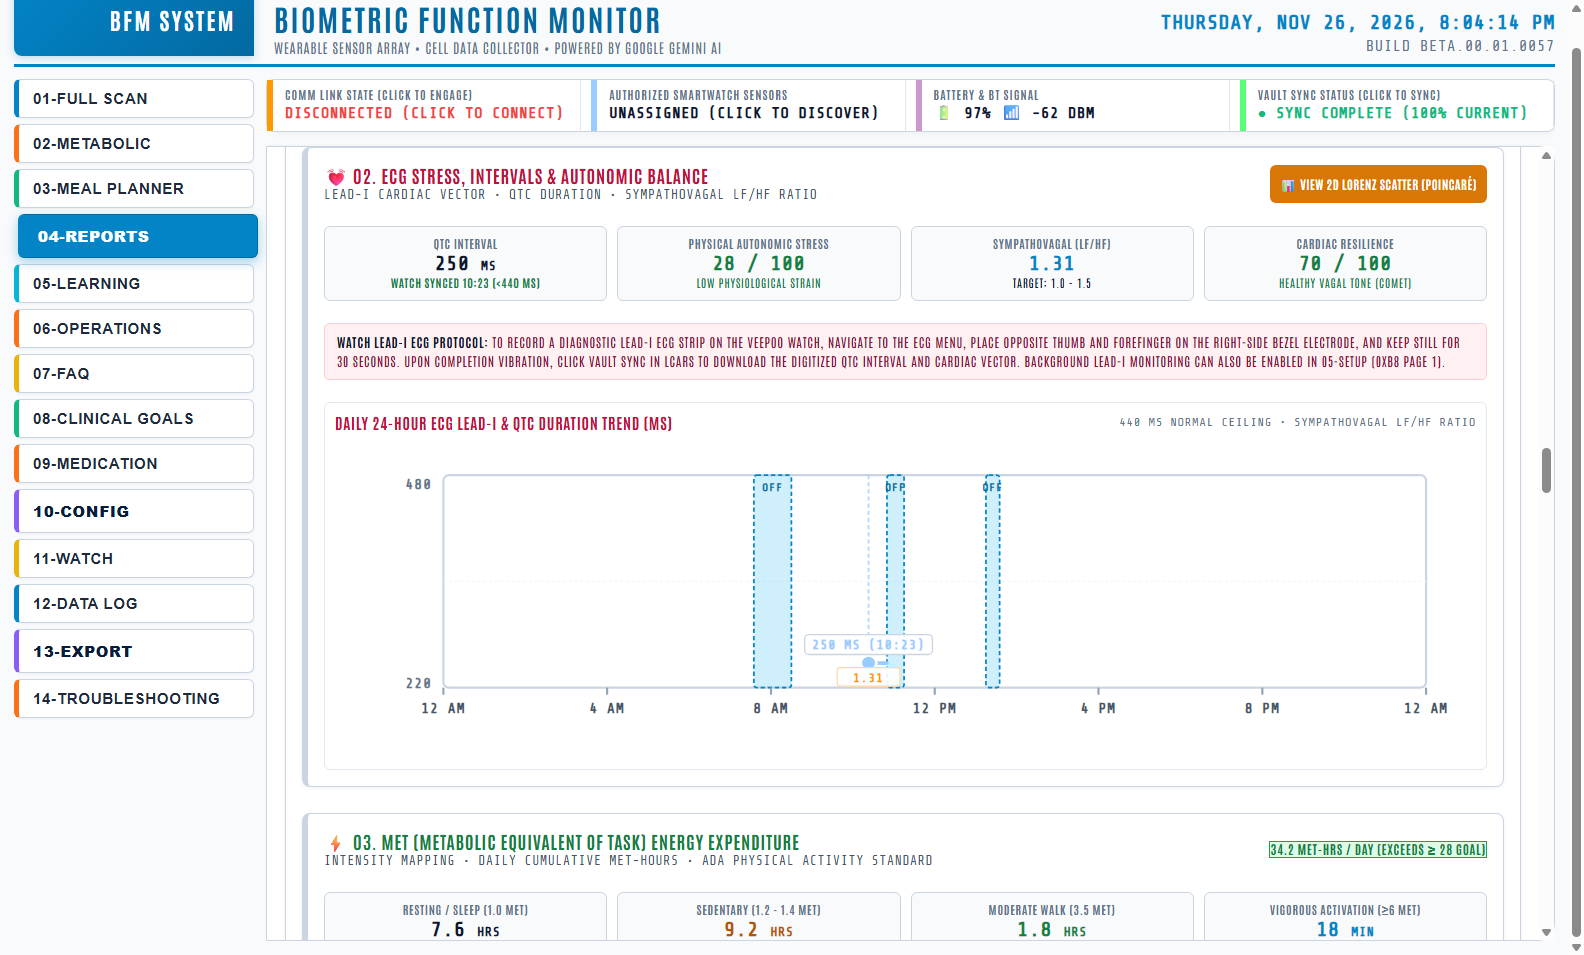 BFM SYSTEM
BIOMETRIC FUNCTION MONITOR
WEARABLE SENSOR ARRAY • CELL DATA COLLECTOR • POWERED BY GOOGLE GEMINI AI
THURSDAY, NOV 26, 2026, 8:04:14 PM
BUILD BETA.00.01.0057
01-FULL SCAN
02-METABOLIC
03-MEAL PLANNER
04-REPORTS
05-LEARNING
06-OPERATIONS
07-FAQ
08-CLINICAL GOALS
09-MEDICATION
10-CONFIG
11-WATCH
12-DATA LOG
13-EXPORT
14-TROUBLESHOOTING
COMM LINK STATE (CLICK TO ENGAGE)
DISCONNECTED (CLICK TO CONNECT)
AUTHORIZED SMARTWATCH SENSORS
UNASSIGNED (CLICK TO DISCOVER)
BATTERY & BT SIGNAL
97% -62 DBM
VAULT SYNC STATUS (CLICK TO SYNC)
● SYNC COMPLETE (100% CURRENT)
02. ECG STRESS, INTERVALS & AUTONOMIC BALANCE
LEAD-I CARDIAC VECTOR • QTC DURATION • SYMPATHOVAGAL LF/HF RATIO
VIEW 2D LORENZ SCATTER (POINCARÉ)
QTC INTERVAL
250 MS
WATCH SYNCED 10:23 (<440 MS)
PHYSICAL AUTONOMIC STRESS
28 / 100
LOW PHYSIOLOGICAL STRAIN
SYMPATHOVAGAL (LF/HF)
1.31
TARGET: 1.0 - 1.5
CARDIAC RESILIENCE
70 / 100
HEALTHY VAGAL TONE (COMET)
WATCH LEAD-I ECG PROTOCOL: TO RECORD A DIAGNOSTIC LEAD-I ECG STRIP ON THE VEEPOO WATCH, NAVIGATE TO THE ECG MENU, PLACE OPPOSITE THUMB AND FOREFINGER ON THE RIGHT-SIDE BEZEL ELECTRODE, AND KEEP STILL FOR
30 SECONDS. UPON COMPLETION VIBRATION, CLICK VAULT SYNC IN LCARS TO DOWNLOAD THE DIGITIZED QTC INTERVAL AND CARDIAC VECTOR. BACKGROUND LEAD-I MONITORING CAN ALSO BE ENABLED IN 05-SETUP (0XB8 PAGE 1).
DAILY 24-HOUR ECG LEAD-I & QTC DURATION TREND (MS)
440 MS NORMAL CEILING • SYMPATHOVAGAL LF/HF RATIO
480
OFF
OFF
OFF
250 MS (10:23)
1.31
220
12 AM
4 AM
8 AM
12 PM
4 PM
8 PM
12 AM
03. MET (METABOLIC EQUIVALENT OF TASK) ENERGY EXPENDITURE
INTENSITY MAPPING • DAILY CUMULATIVE MET-HOURS • ADA PHYSICAL ACTIVITY STANDARD
34.2 MET-HRS / DAY (EXCEEDS ≥ 28 GOAL)
RESTING / SLEEP (1.0 MET)
7.6 HRS
SEDENTARY (1.2 - 1.4 MET)
9.2 HRS
MODERATE WALK (3.5 MET)
1.8 HRS
VIGOROUS ACTIVATION (≥6 MET)
18 MIN